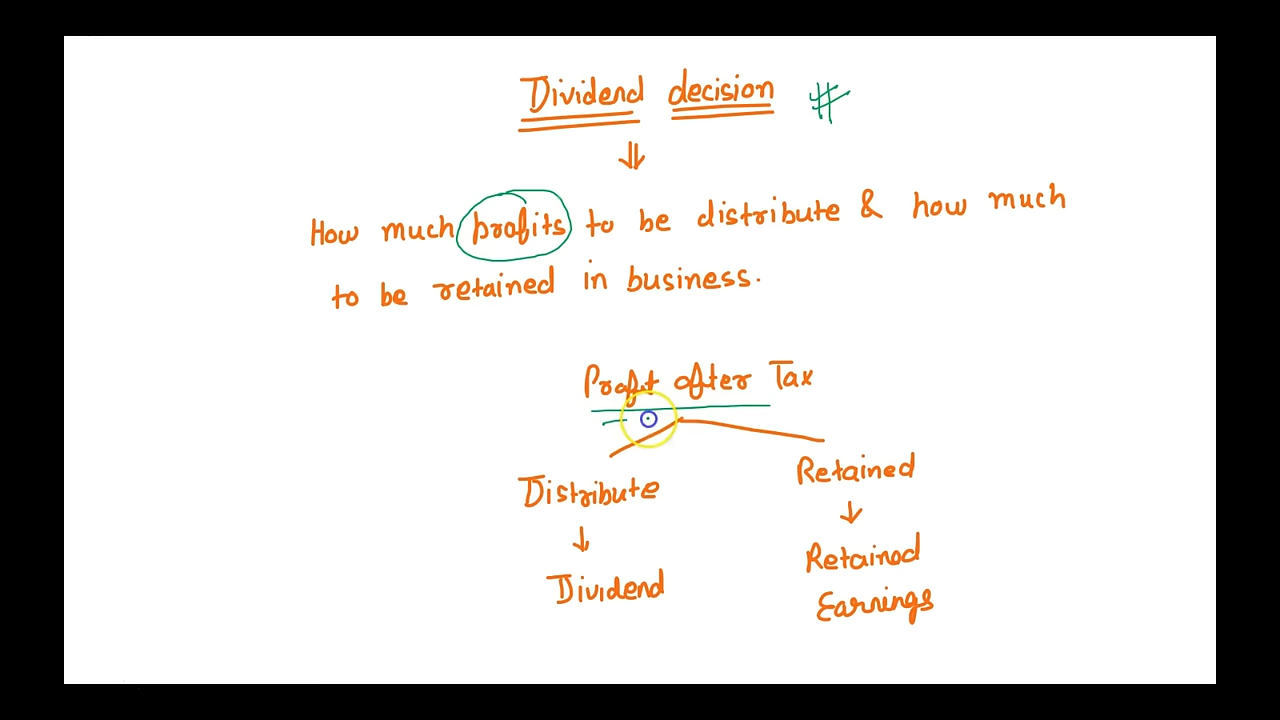 Dividend decision #
How much profits to be distribute & how much
to be retained in business.
Profit after Tax
Distribute
Retained
Dividend
Retained
Earnings